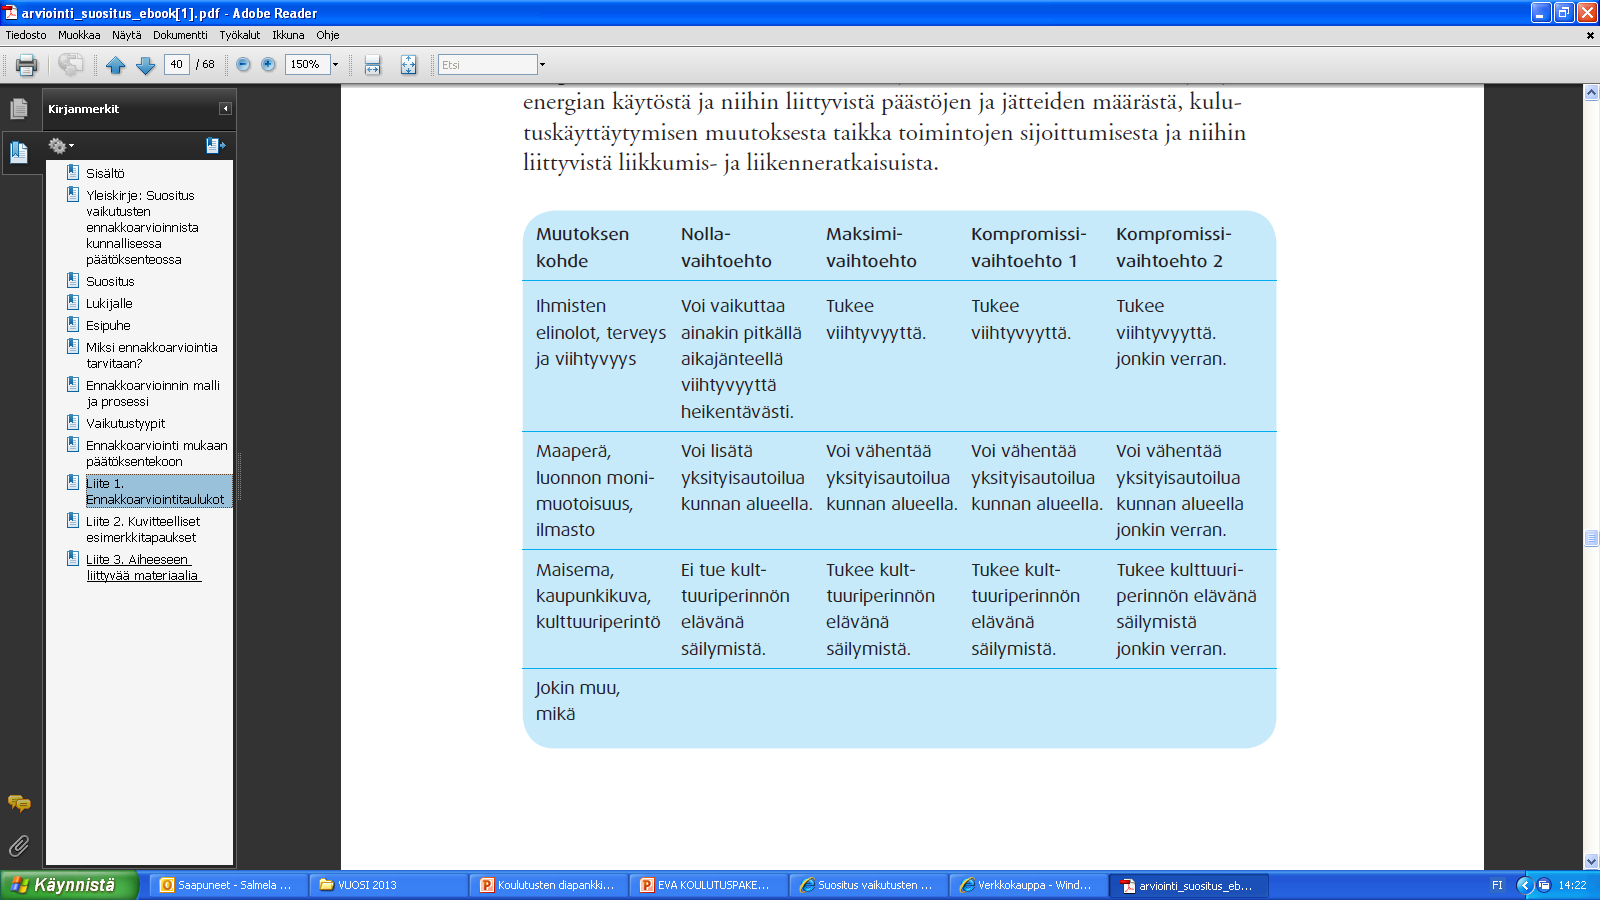 arviointi_suositus_ebook[1].pdf - Adobe Reader
Tiedosto Muokkaa Näytä Dokumentti Työkalut Ikkuna Ohje
40 / 68 150% Etsi
Kirjanmerkit
Sisältö
Yleiskirje: Suositus
vaikutusten
ennakkoarvioinnista
kunnallisessa
päätöksenteossa
Suositus
Lukijalle
Esipuhe
Miksi ennakkoarviointia
tarvitaan?
Ennakkoarvioinnin malli
ja prosessi
Vaikutustyypit
Ennakkoarviointi mukaan
päätöksentekoon
Liite 1.
Ennakkoarviointitaulukot
Liite 2. Kuvitteelliset
esimerkkitapaukset
Liite 3. Aiheeseen
liittyvää materiaalia
energian käytöstä ja niihin liittyvistä päästöjen ja jätteiden määrästä, kulu-
tuskäyttäytymisen muutoksesta taikka toimintojen sijoittumisesta ja niihin
liittyvistä liikkumis- ja liikenneratkaisuista.
Muutoksen Nolla- Maksimi- Kompromissi- Kompromissi-
kohde vaihtoehto vaihtoehto vaihtoehto 1 vaihtoehto 2
Ihmisten Voi vaikuttaa Tukee Tukee Tukee
elinolot, terveys ainakin pitkällä viihtyvyyttä. viihtyvyyttä. viihtyvyyttä.
ja viihtyvyys aikajänteellä jonkin verran.
viihtyvyyttä
heikentävästi.
Maaperä, Voi lisätä Voi vähentää Voi vähentää Voi vähentää
luonnon moni- yksityisautoilua yksityisautoilua yksityisautoilua yksityisautoilua
muotoisuus, kunnan alueella. kunnan alueella. kunnan alueella. kunnan alueella
ilmasto jonkin verran.
Maisema, Ei tue kult- Tukee kult- Tukee kult- Tukee kulttuuri-
kaupunkikuva, tuuriperinnön tuuriperinnön tuuriperinnön perinnön elävänä
kulttuuriperintö elävänä elävänä elävänä säilymistä
säilymistä. säilymistä. säilymistä. jonkin verran.
Jokin muu,
mikä
Käynnistä Saapuneet - Salmela ... VUOSI 2013 Koulutusten diapankki... EVA KOULUTUSPAKE... Suositus vaikutusten ... Verkkokauppa - Wind... arviointi_suositus_eb... FI 14:22